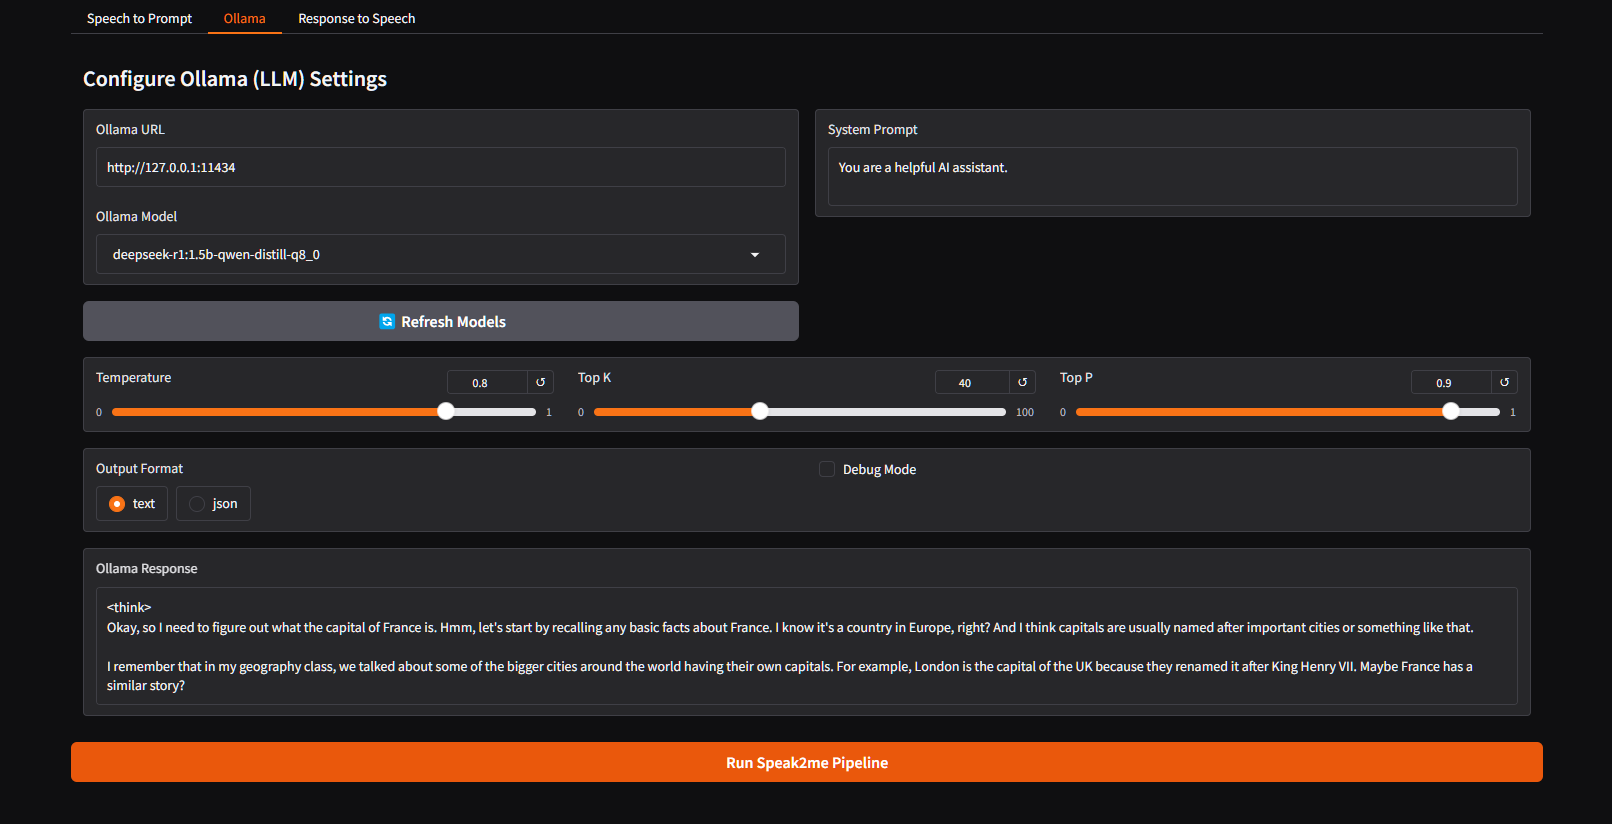 Speech to Prompt
Ollama
Response to Speech
Configure Ollama (LLM) Settings
Ollama URL
http://127.0.0.1:11434
Ollama Model
deepseek-r1:1.5b-qwen-distill-q8_0
System Prompt
You are a helpful AI assistant.
Refresh Models
Temperature
0.8
0
1
Top K
40
0
100
Top P
0.9
0
1
Output Format
text
json
Debug Mode
Ollama Response
<think>
Okay, so I need to figure out what the capital of France is. Hmm, let's start by recalling any basic facts about France. I know it's a country in Europe, right? And I think capitals are usually named after important cities or something like that.
I remember that in my geography class, we talked about some of the bigger cities around the world having their own capitals. For example, London is the capital of the UK because they renamed it after King Henry VII. Maybe France has a
similar story?
Run Speak2me Pipeline